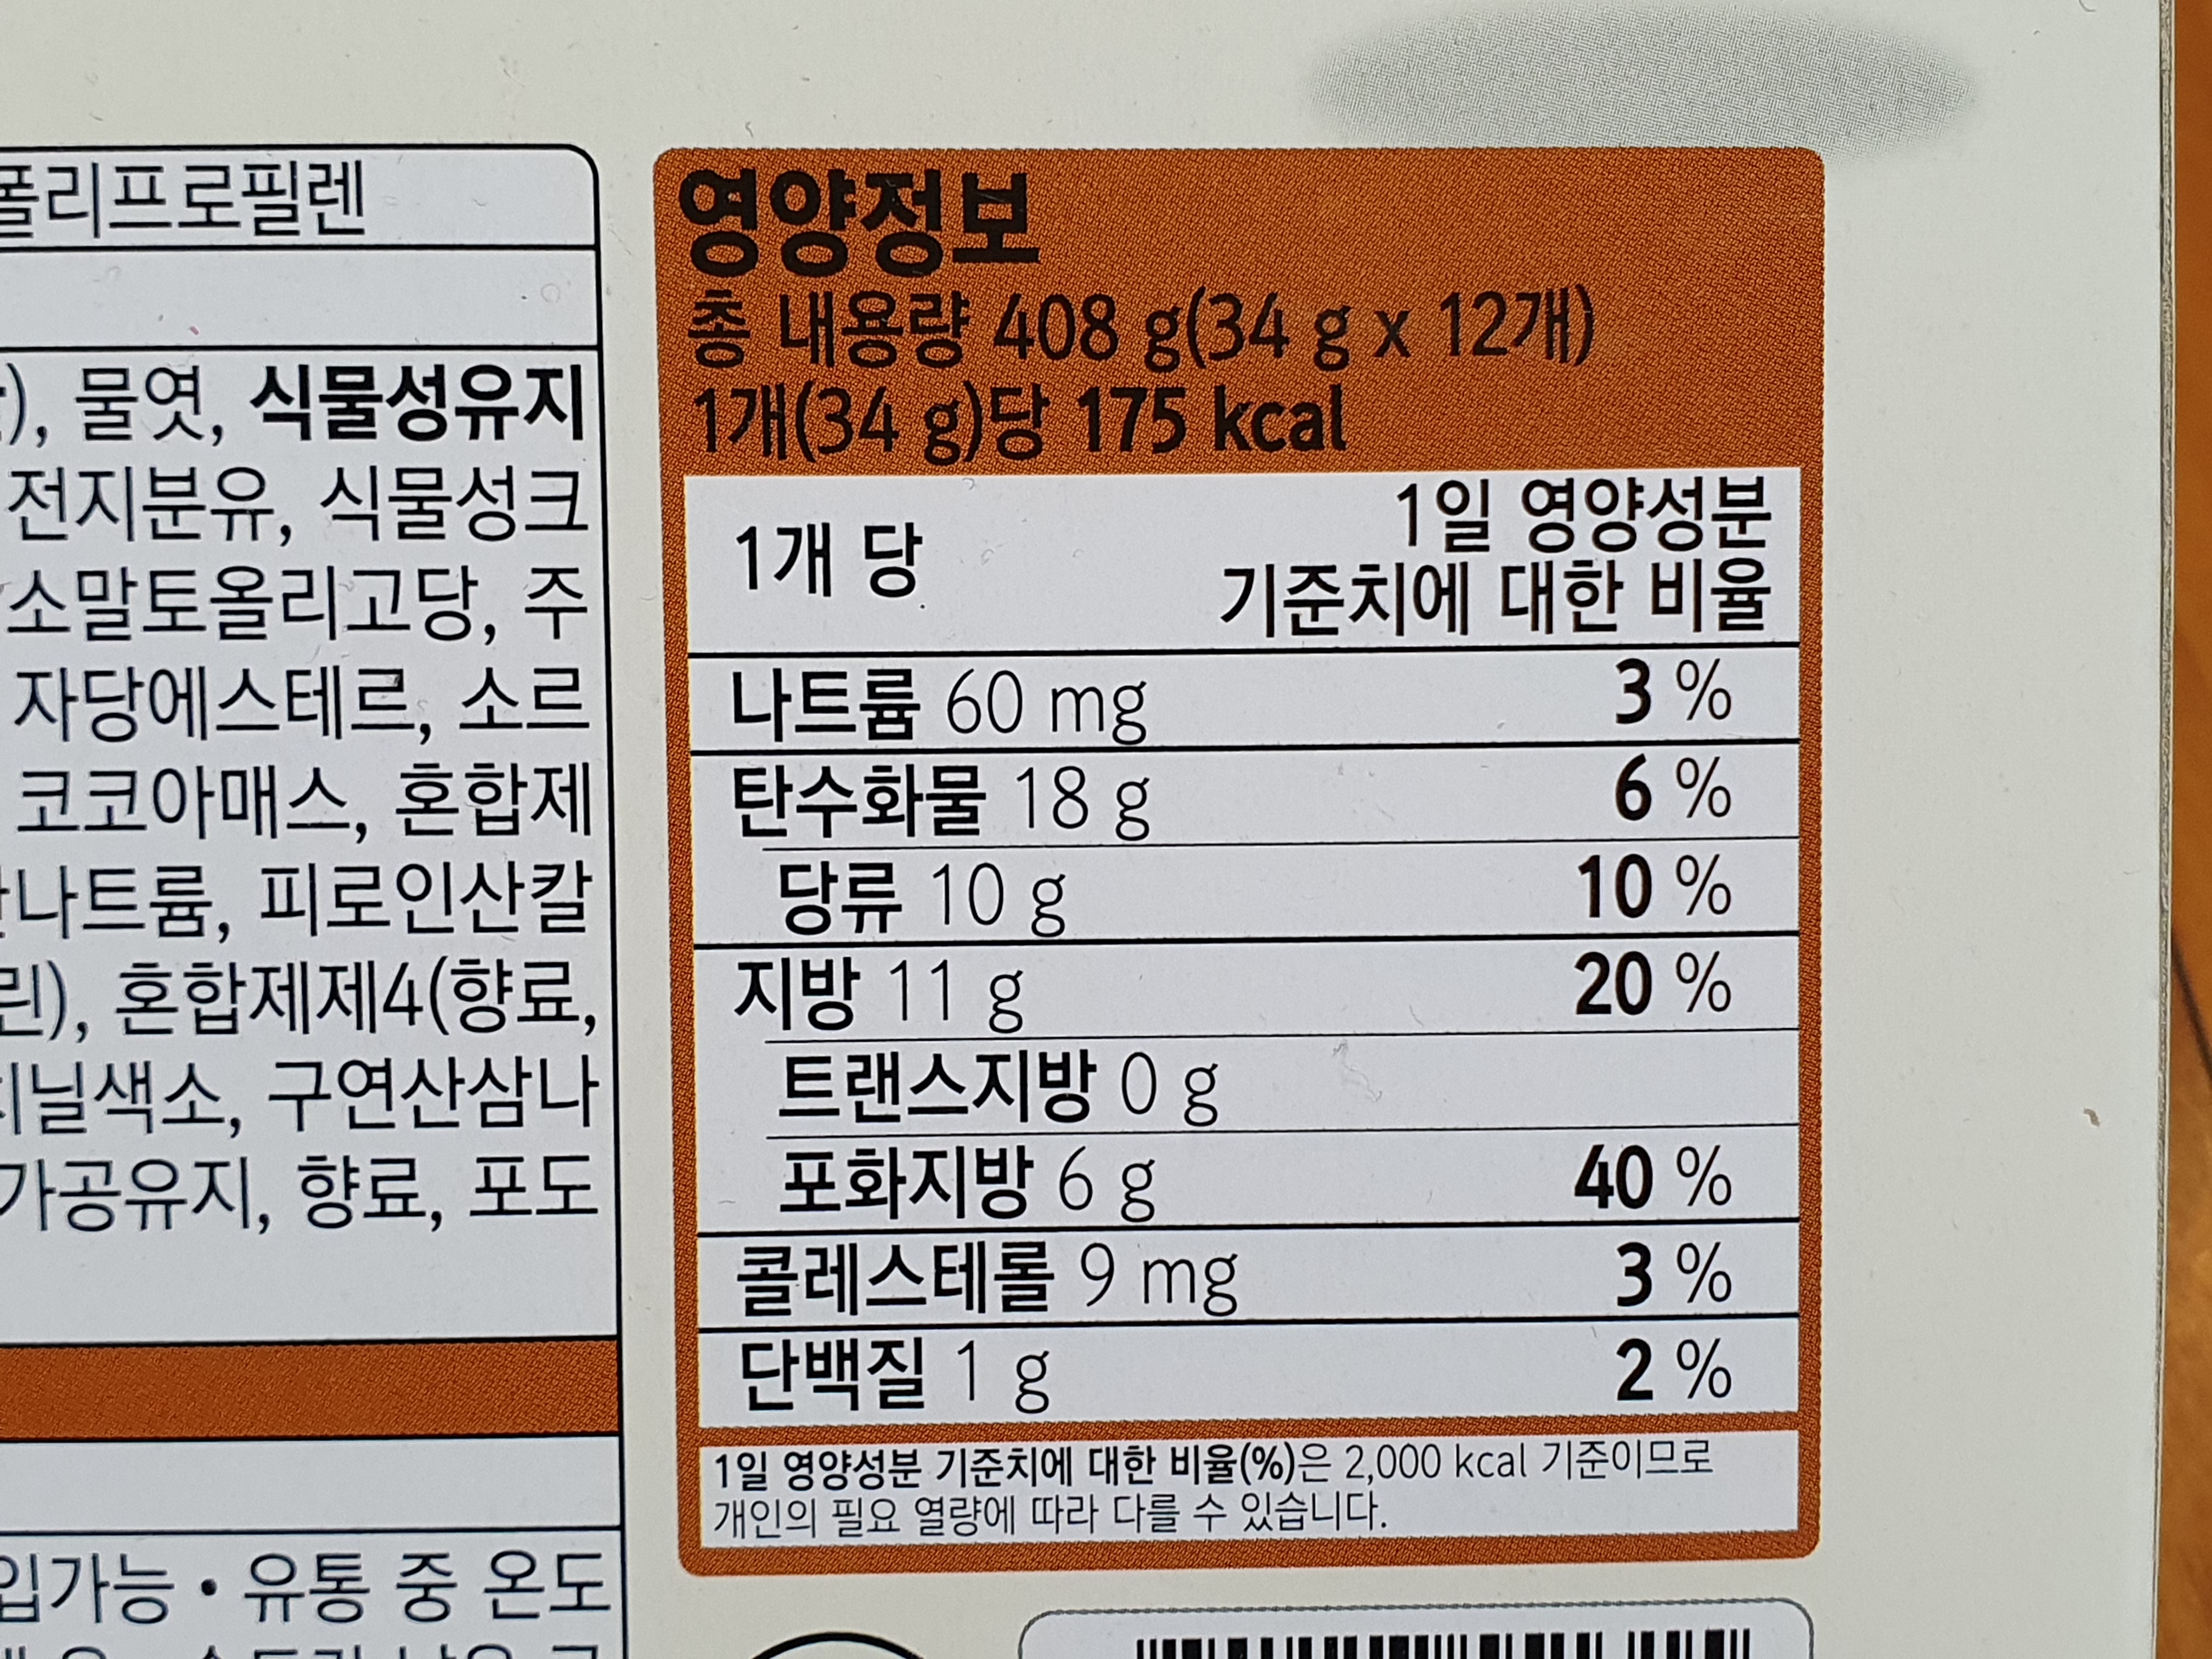 폴리프로필렌
), 물엿, 식물성유지
전지분유, 식물성크
소말토올리고당, 주
자당에스테르, 소르
코코아매스, 혼합제
나트륨, 피로인산칼
린), 혼합제제4(향료,
치닐색소, 구연산삼나
가공유지, 향료, 포도
입가능 • 유통 중 온도
영양정보
총 내용량 408 g(34 g x 12개)
1개(34 g)당 175 kcal
1개 당
1일 영양성분
기준치에 대한 비율
나트륨 60 mg 3 %
탄수화물 18 g 6 %
당류 10 g 10 %
지방 11 g 20 %
트랜스지방 0 g
포화지방 6 g 40 %
콜레스테롤 9 mg 3 %
단백질 1 g 2 %
1일 영양성분 기준치에 대한 비율(%)은 2,000 kcal 기준이므로
개인의 필요 열량에 따라 다를 수 있습니다.